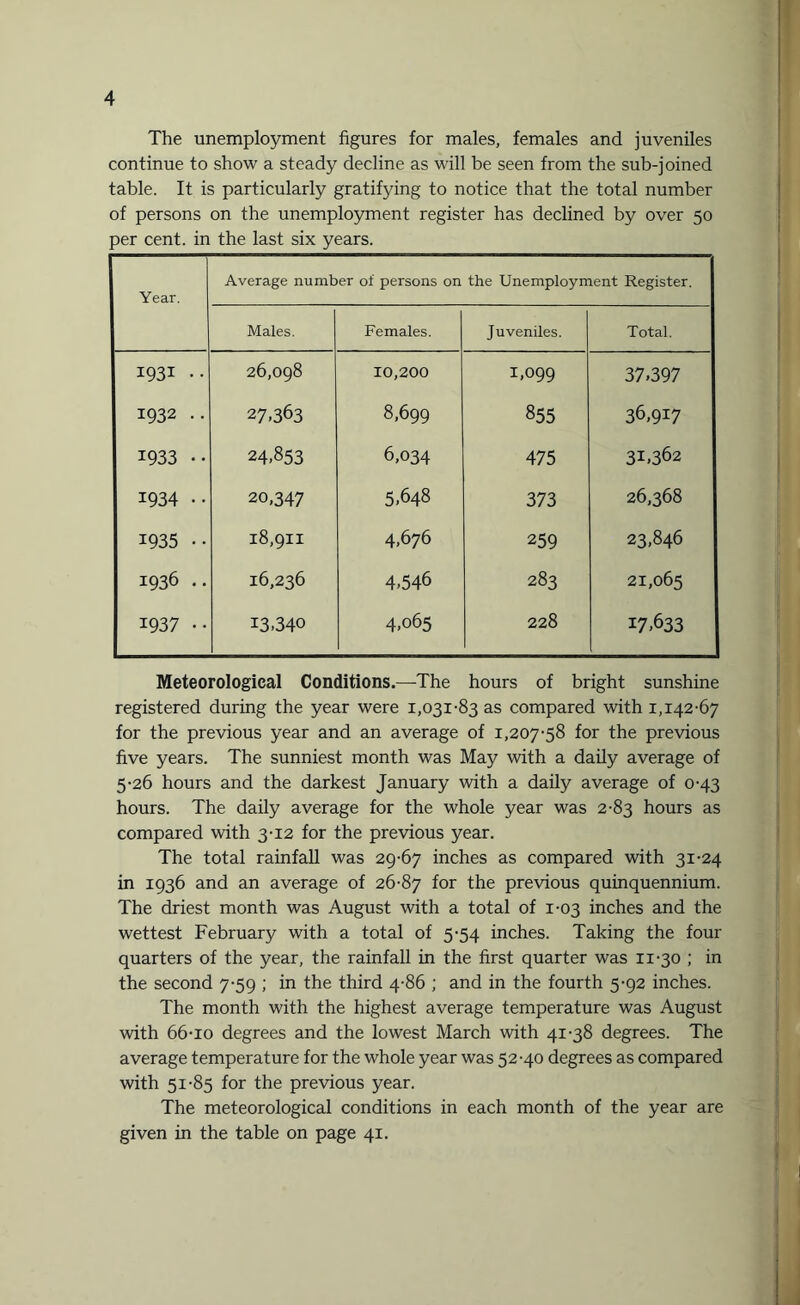 4
The unemployment figures for males, females and juveniles
continue to show a steady decline as will be seen from the sub-joined
table. It is particularly gratifying to notice that the total number
of persons on the unemployment register has declined by over 50
per cent. in the last six years.
Year.
Average number of persons on the Unemployment Register.
Males. Females. Juveniles. Total.
1931 .. 26,098 10,200 1,099 37,397
1932 .. 27,363 8,699 855 36,917
1933 .. 24,853 6,034 475 31,362
1934 .. 20,347 5,648 373 26,368
1935 .. 18,911 4,676 259 23,846
1936 .. 16,236 4,546 283 21,065
1937 .. 13,340 4,065 228 17,633
Meteorological Conditions.—The hours of bright sunshine
registered during the year were 1,031·83 as compared with 1,142·67
for the previous year and an average of 1,207·58 for the previous
five years. The sunniest month was May with a daily average of
5·26 hours and the darkest January with a daily average of 0·43
hours. The daily average for the whole year was 2·83 hours as
compared with 3·12 for the previous year.
The total rainfall was 29·67 inches as compared with 31·24
in 1936 and an average of 26·87 for the previous quinquennium.
The driest month was August with a total of 1·03 inches and the
wettest February with a total of 5·54 inches. Taking the four
quarters of the year, the rainfall in the first quarter was 11·30 ; in
the second 7·59 ; in the third 4·86 ; and in the fourth 5·92 inches.
The month with the highest average temperature was August
with 66·10 degrees and the lowest March with 41·38 degrees. The
average temperature for the whole year was 52·40 degrees as compared
with 51·85 for the previous year.
The meteorological conditions in each month of the year are
given in the table on page 41.